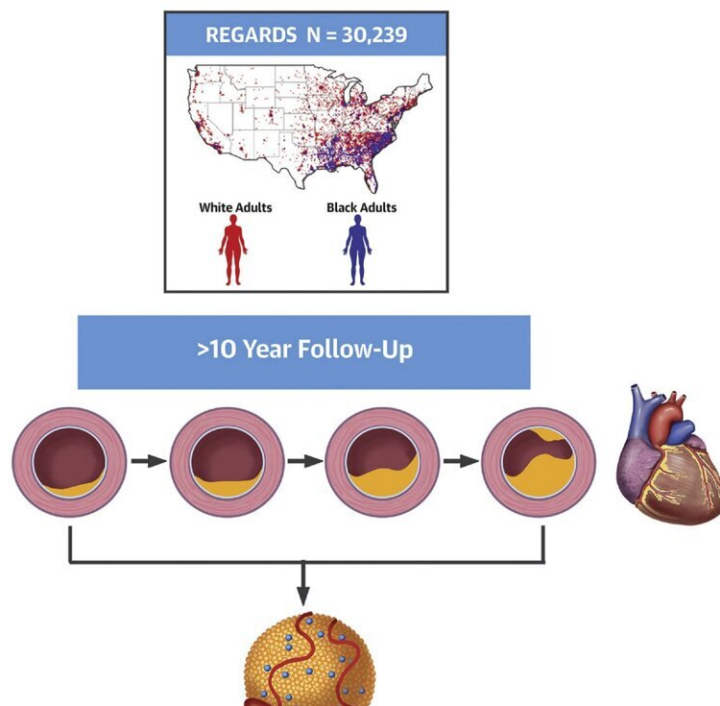 REGARDS N = 30,239
White Adults Black Adults
>10 Year Follow-Up